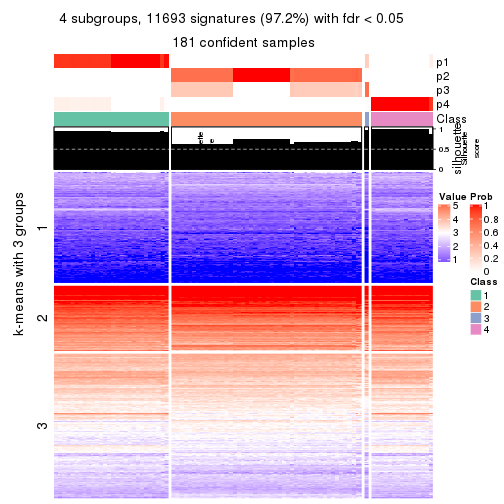 4 subgroups, 11693 signatures (97.2%) with fdr < 0.05
181 confident samples
p1
p2
p3
p4
Class
1
0.5
0
silhouette
Silhouette
score
k-means with 3 groups
1
2
3
Value
5
4
3
2
1
Prob
1
0.8
0.6
0.4
0.2
0
Class
1
2
3
4